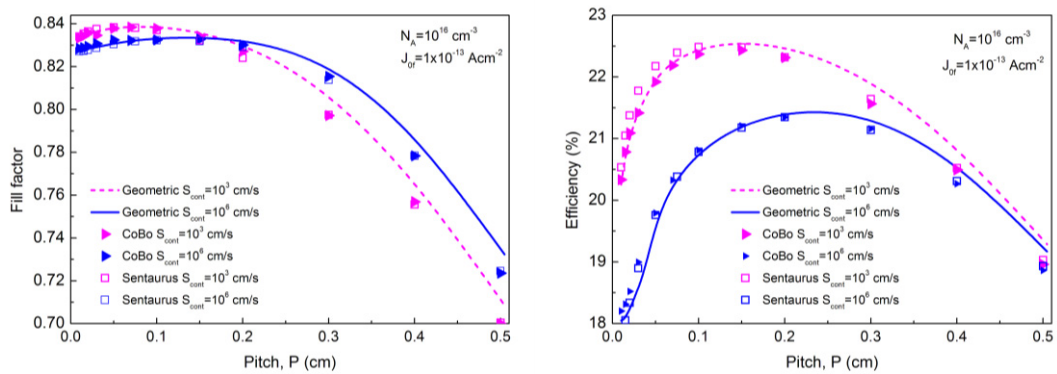 0.84
0.82
0.80
0.78
0.76
0.74
0.72
0.70
Fill factor
N_A=10^16 cm^-3
J_0f=1x10^-13 Acm^-2
Geometric S_cont=10^3 cm/s
Geometric S_cont=10^6 cm/s
CoBo S_cont=10^3 cm/s
CoBo S_cont=10^6 cm/s
Sentaurus S_cont=10^3 cm/s
Sentaurus S_cont=10^6 cm/s
0.0 0.1 0.2 0.3 0.4 0.5
Pitch, P (cm)
23
22
21
20
19
18
Efficiency (%)
N_A=10^16 cm^-3
J_0f=1x10^-13 Acm^-2
Geometric S_cont=10^3 cm/s
Geometric S_cont=10^6 cm/s
CoBo S_cont=10^3 cm/s
CoBo S_cont=10^6 cm/s
Sentaurus S_cont=10^3 cm/s
Sentaurus S_cont=10^6 cm/s
0.0 0.1 0.2 0.3 0.4 0.5
Pitch, P (cm)